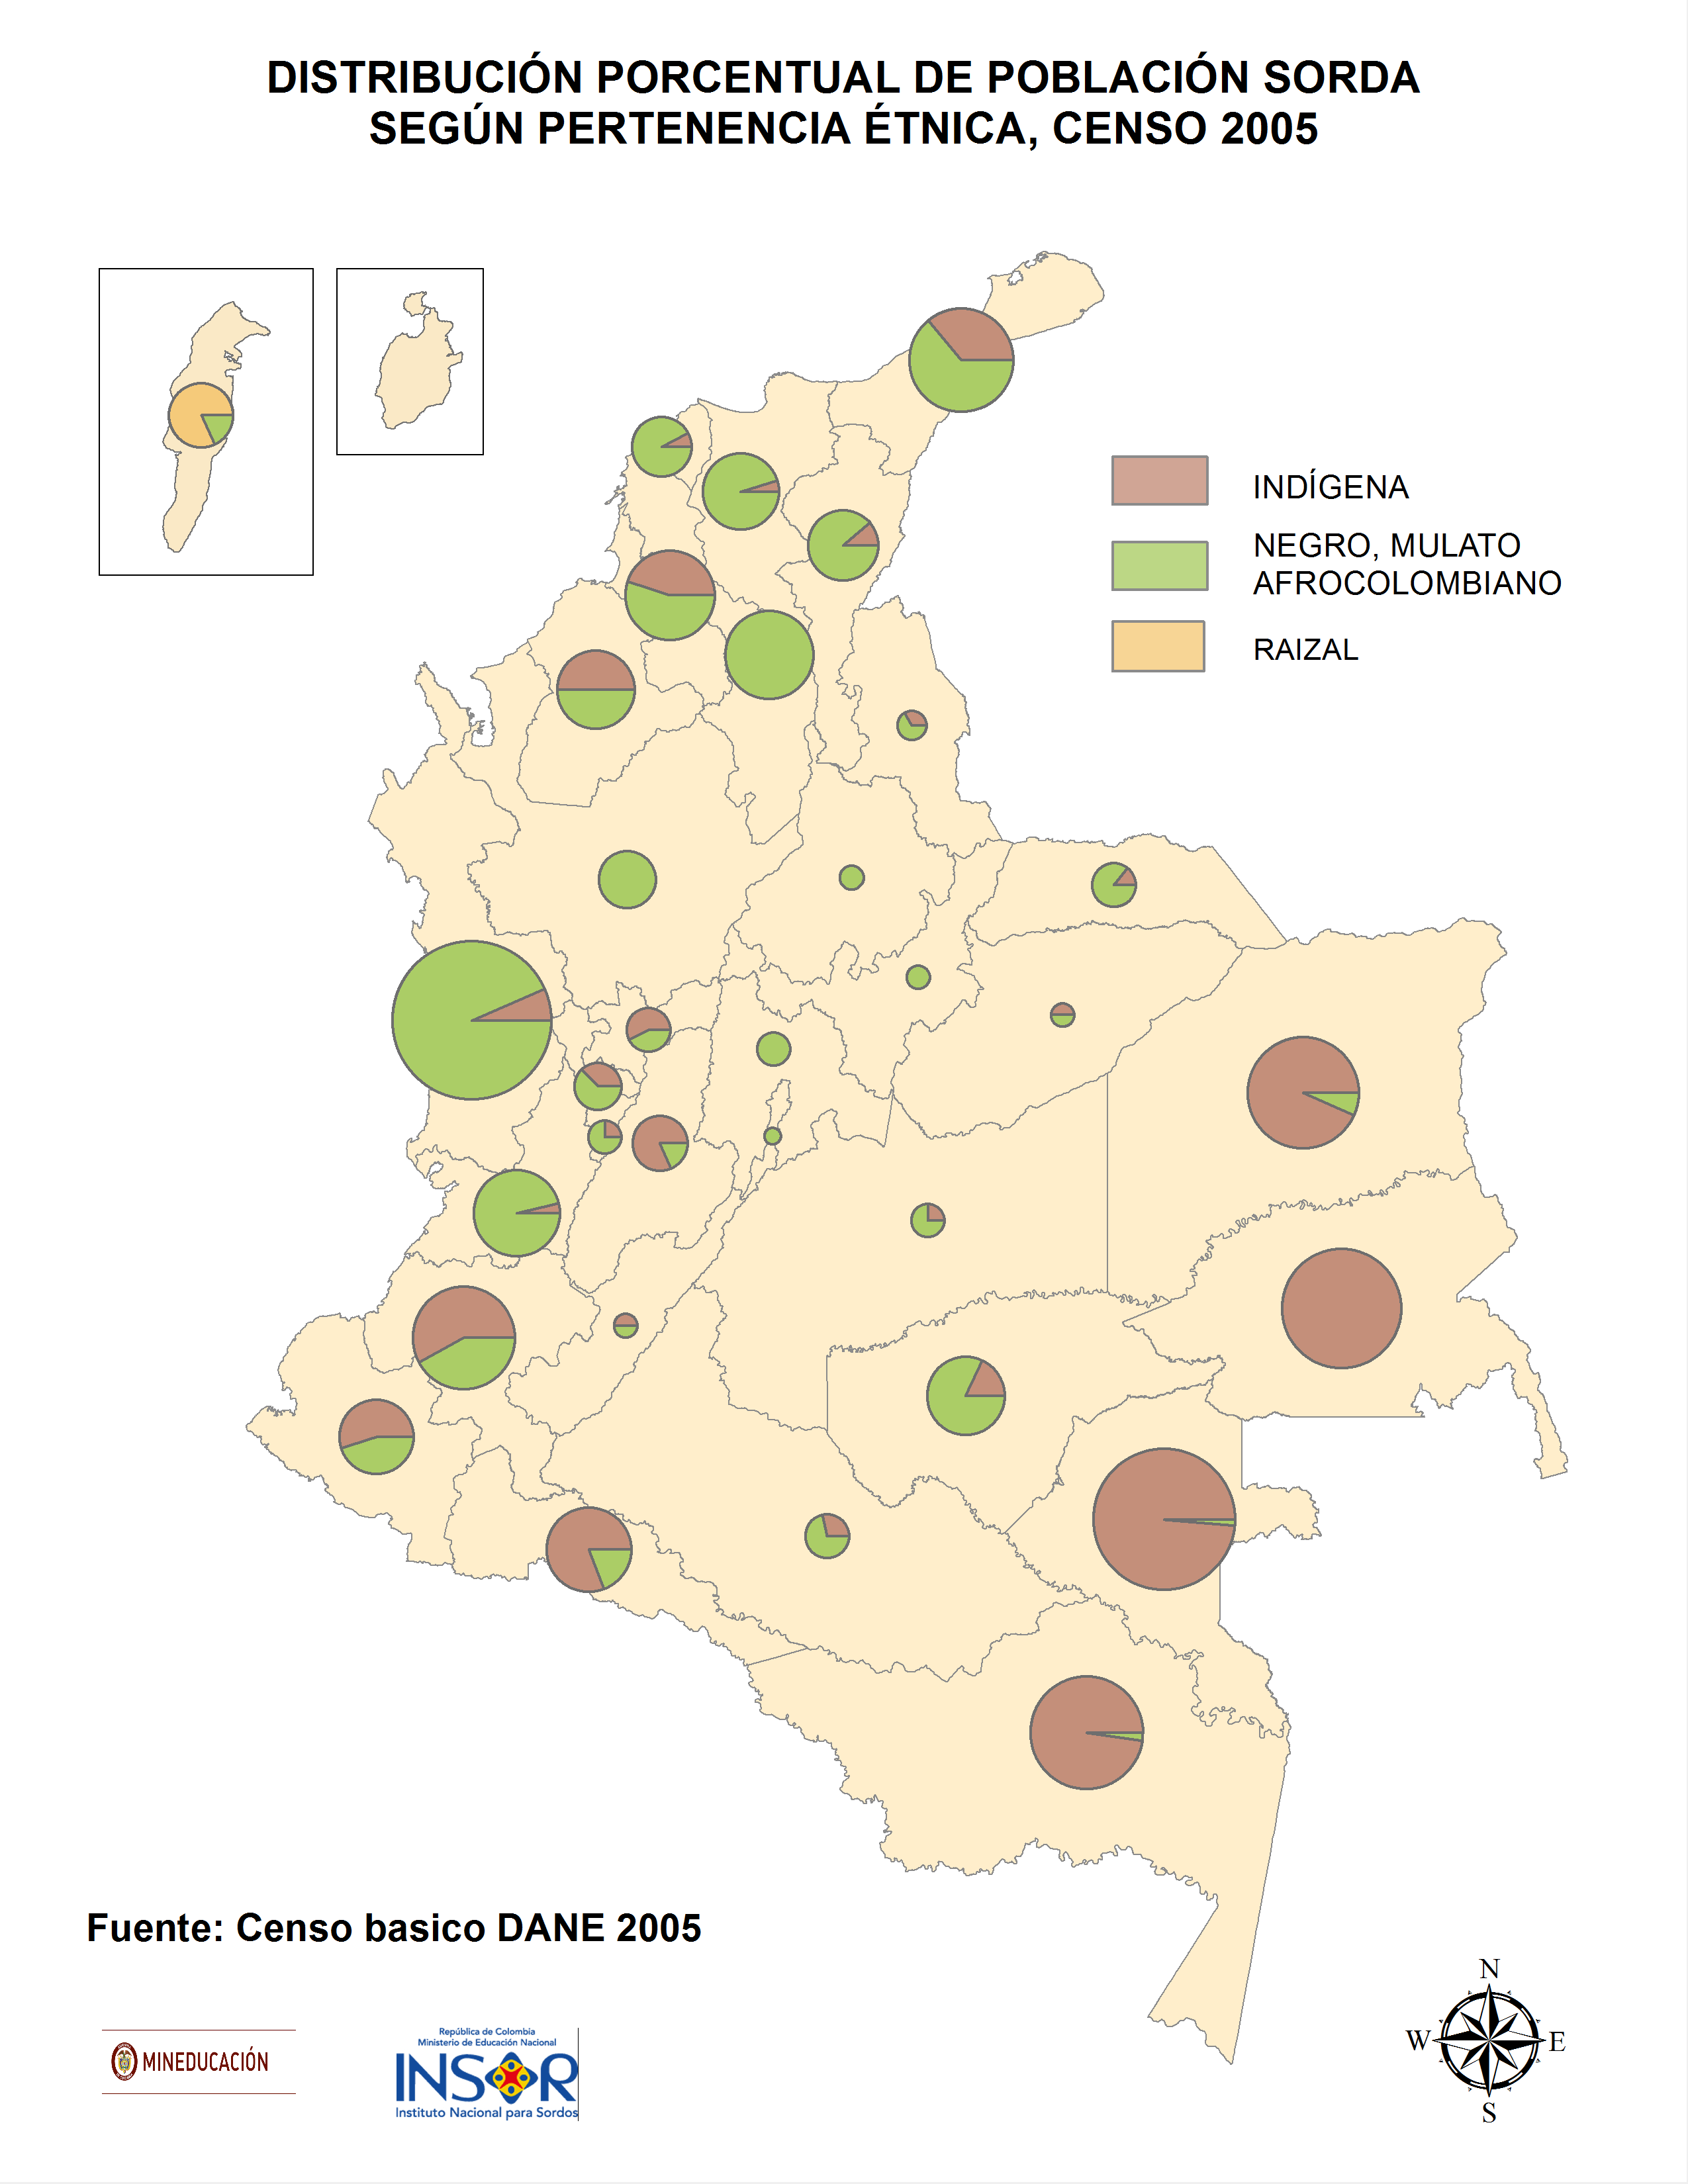 DISTRIBUCIÓN PORCENTUAL DE POBLACIÓN SORDA
SEGÚN PERTENENCIA ÉTNICA, CENSO 2005
INDÍGENA
NEGRO, MULATO
AFROCOLOMBIANO
RAIZAL
Fuente: Censo basico DANE 2005
MINEDUCACIÓN
República de Colombia
Ministerio de Educación Nacional
INSOR
Instituto Nacional para Sordos
N
W E
S